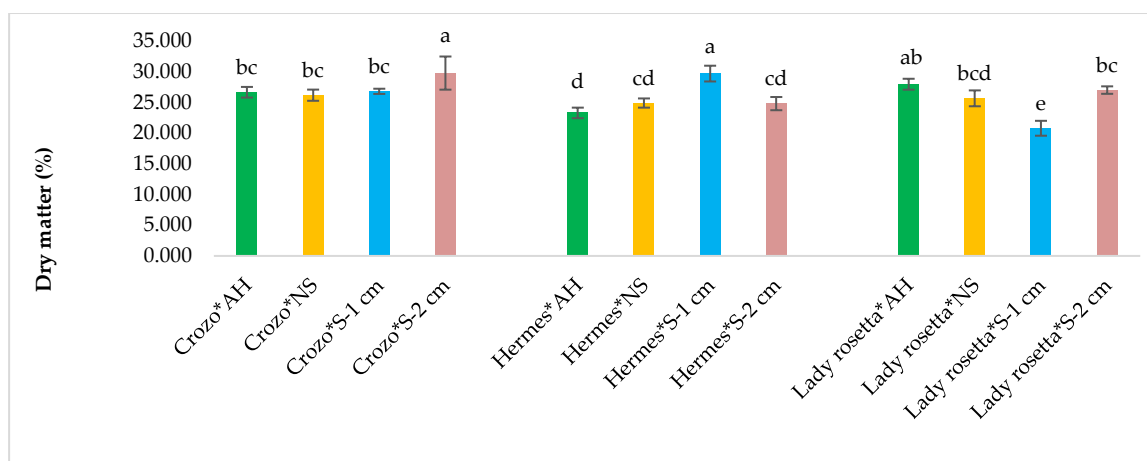 Dry matter (%)
35.000
30.000
25.000
20.000
15.000
10.000
5.000
0.000
bc
bc
bc
a
d
cd
a
cd
ab
bcd
e
bc
Crozo*AH
Crozo*NS
Crozo*S-1 cm
Crozo*S-2 cm
Hermes*AH
Hermes*NS
Hermes*S-1 cm
Hermes*S-2 cm
Lady rosetta*AH
Lady rosetta*NS
Lady rosetta*S-1 cm
Lady rosetta*S-2 cm